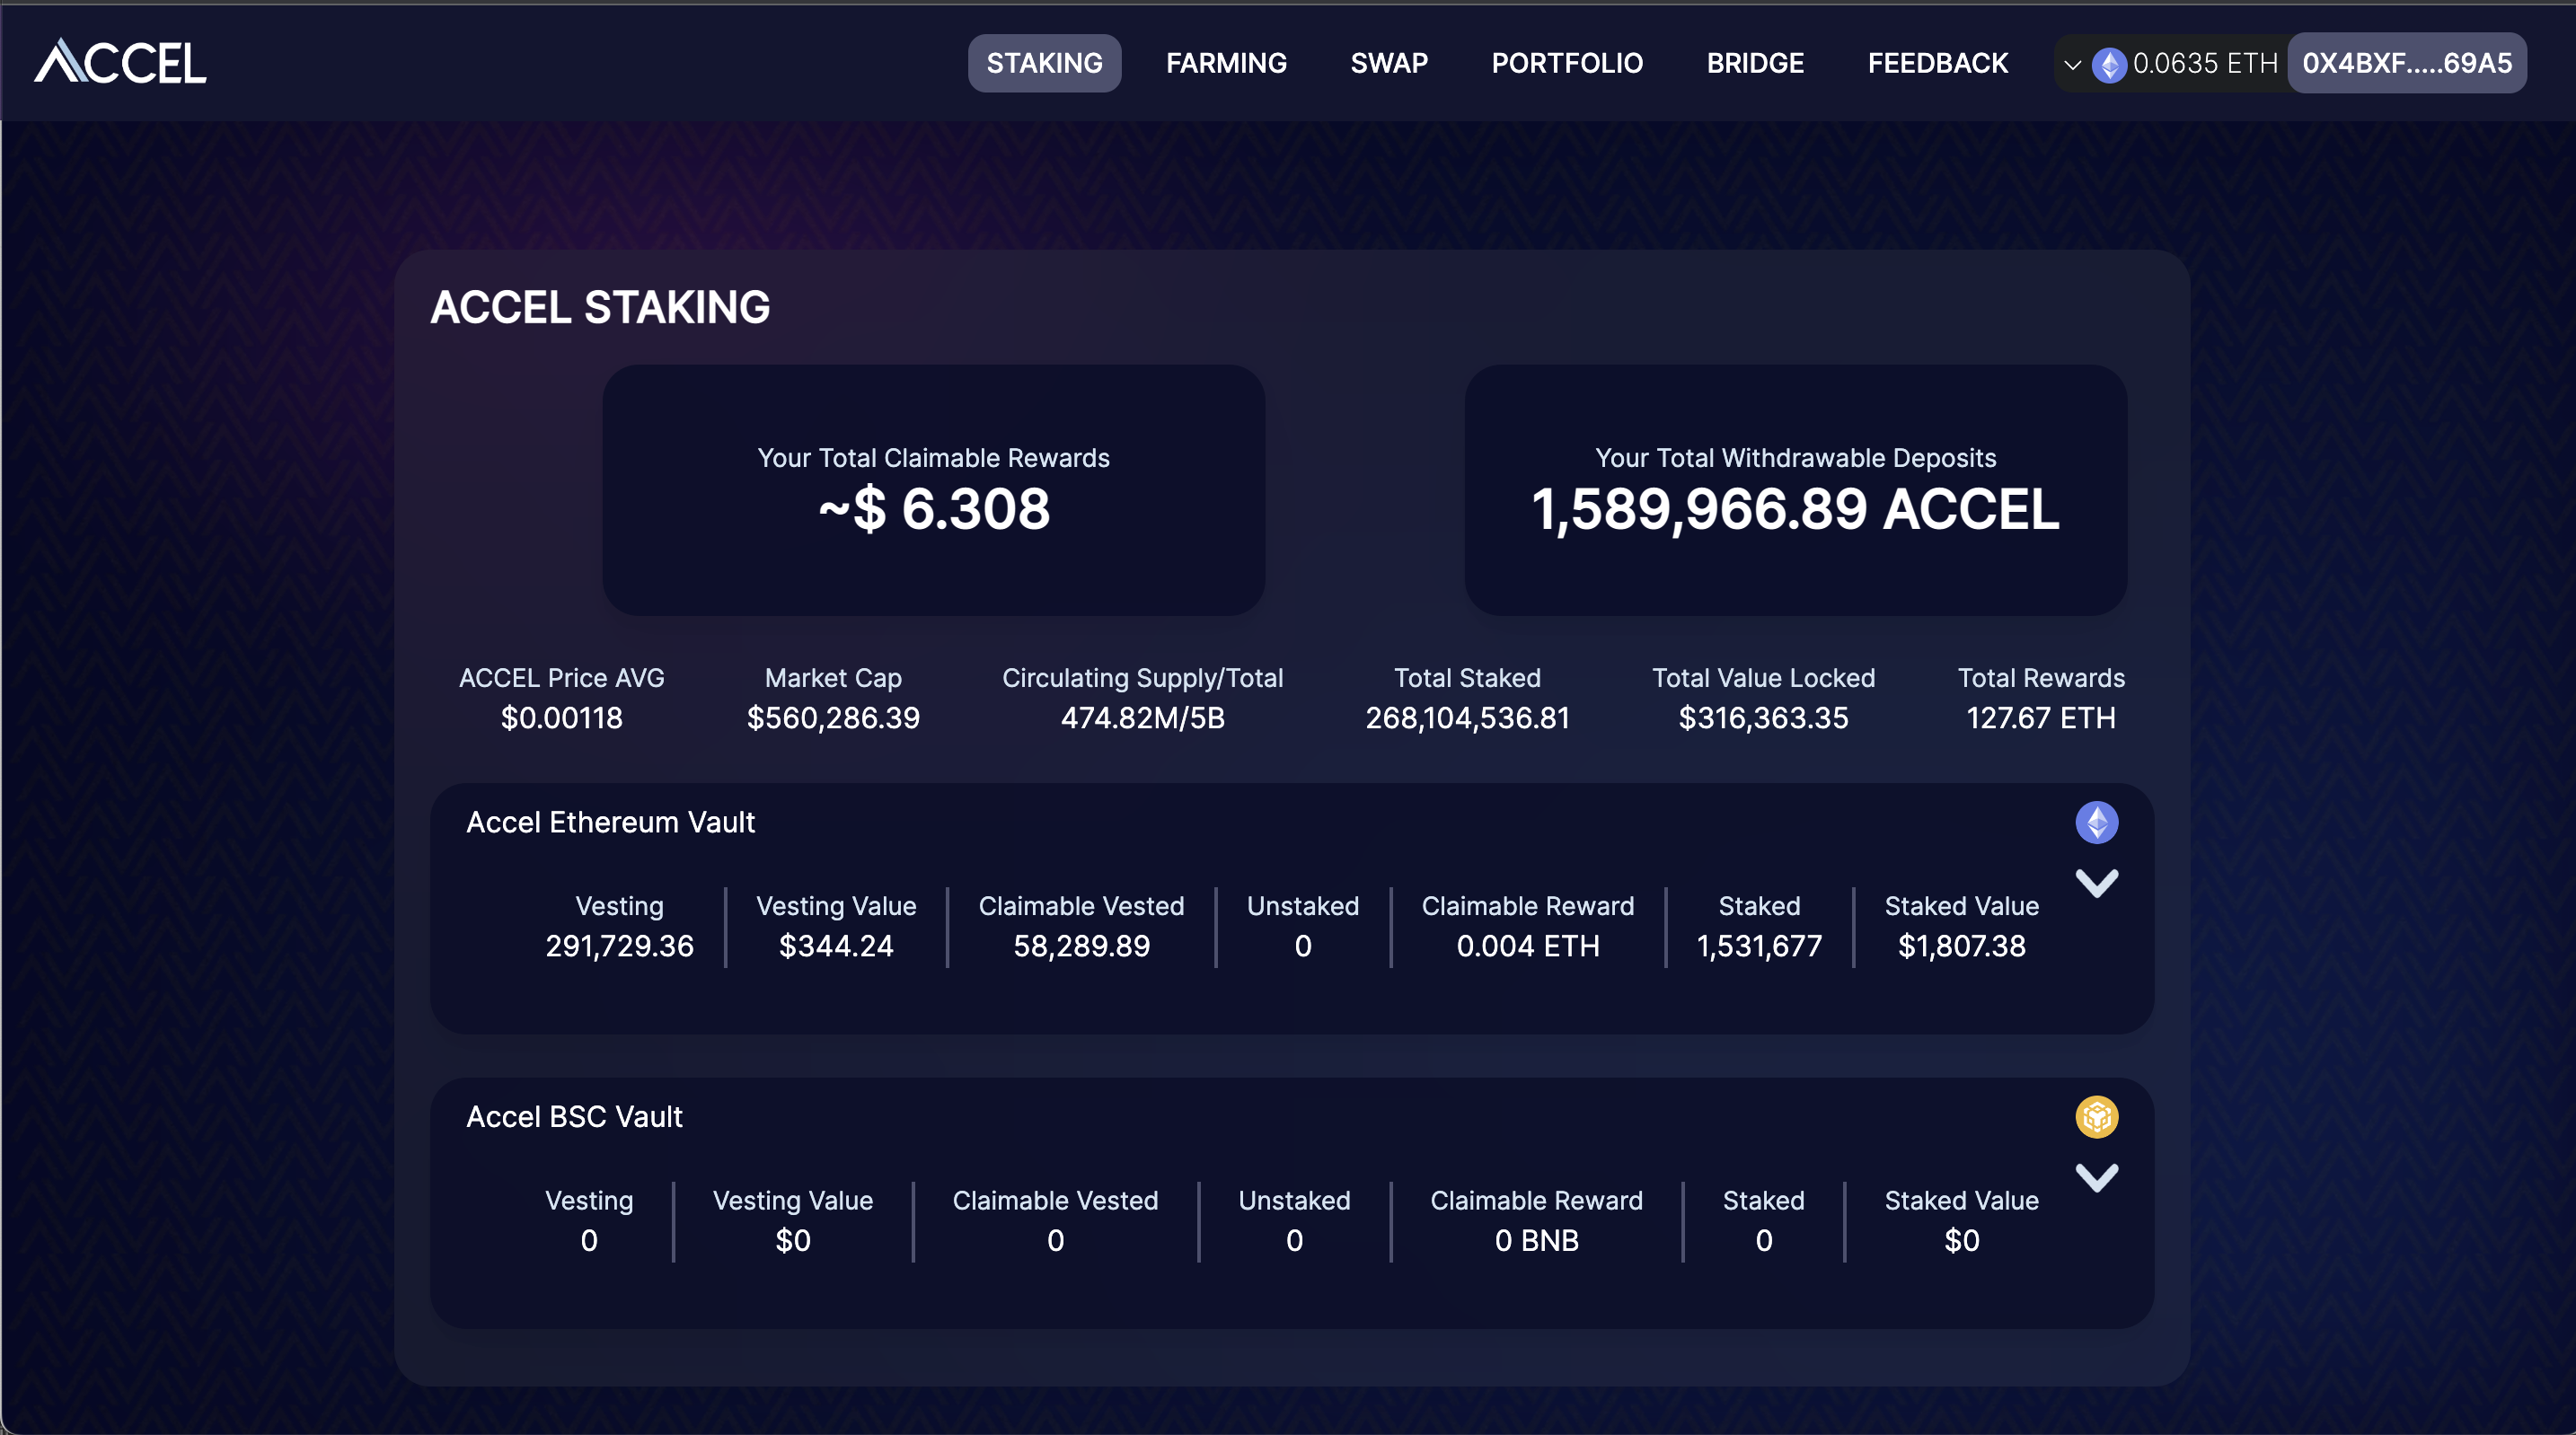 ACCEL
STAKING FARMING SWAP PORTFOLIO BRIDGE FEEDBACK 0.0635 ETH 0X4BXF.....69A5
ACCEL STAKING
Your Total Claimable Rewards
~$ 6.308
Your Total Withdrawable Deposits
1,589,966.89 ACCEL
ACCEL Price AVG Market Cap Circulating Supply/Total Total Staked Total Value Locked Total Rewards
$0.00118 $560,286.39 474.82M/5B 268,104,536.81 $316,363.35 127.67 ETH
Accel Ethereum Vault
Vesting Vesting Value Claimable Vested Unstaked Claimable Reward Staked Staked Value
291,729.36 $344.24 58,289.89 0 0.004 ETH 1,531,677 $1,807.38
Accel BSC Vault
Vesting Vesting Value Claimable Vested Unstaked Claimable Reward Staked Staked Value
0 $0 0 0 0 BNB 0 $0